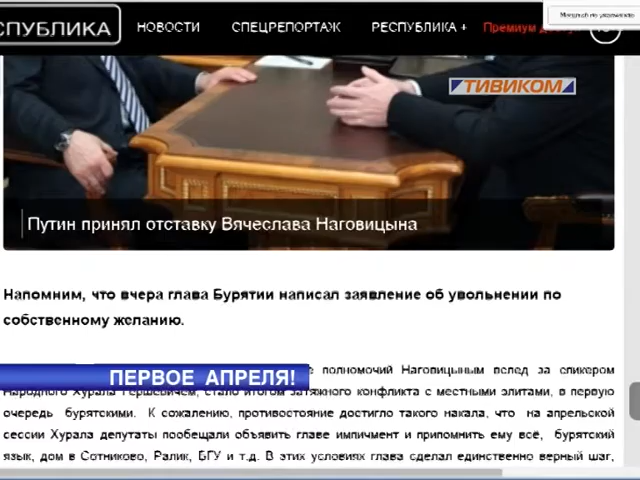 СПУБЛИКА НОВОСТИ СПЕЦРЕПОРТАЖ РЕСПУБЛИКА + Премиум
ТИВИКОМ
Путин принял отставку Вячеслава Наговицына
Напомним, что вчера глава Бурятии написал заявление об увольнении по
собственному желанию.
полномочий Наговицыным вслед за спикером
ПЕРВОЕ АПРЕЛЯ!
Народного Хурала Гершевичем, стало итогом затяжного конфликта с местными элитами, в первую
очередь бурятскими. К сожалению, противостояние достигло такого накала, что на апрельской
сессии Хурала депутаты пообещали объявить главе импичмент и припомнить ему всё, бурятский
язык, дом в Сотниково, Ралик, БГУ и т.д. В этих условиях глава сделал единственно верный шаг,